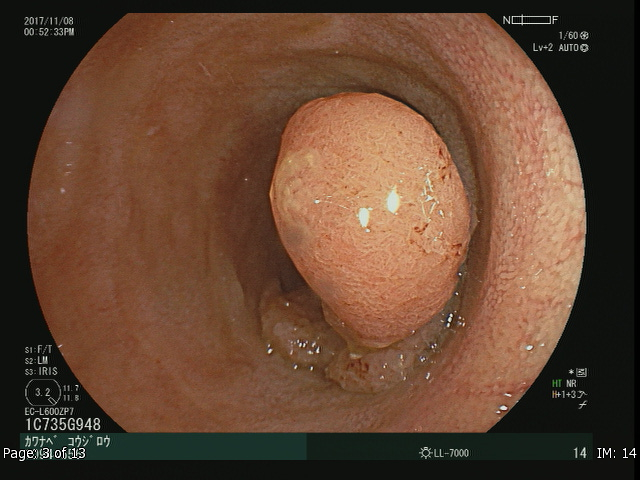 2017/11/08
00:52:33PM
N F
1/60
Lv+2 AUTO
S1:F/T
S2:LM
S3:IRIS
3.2
11.7
11.8
EC-L600ZP7
1C735G948
カワナベ コウジロウ
HT NR
H+1+3
LL-7000
14
Page: 3 of 13
IM: 14